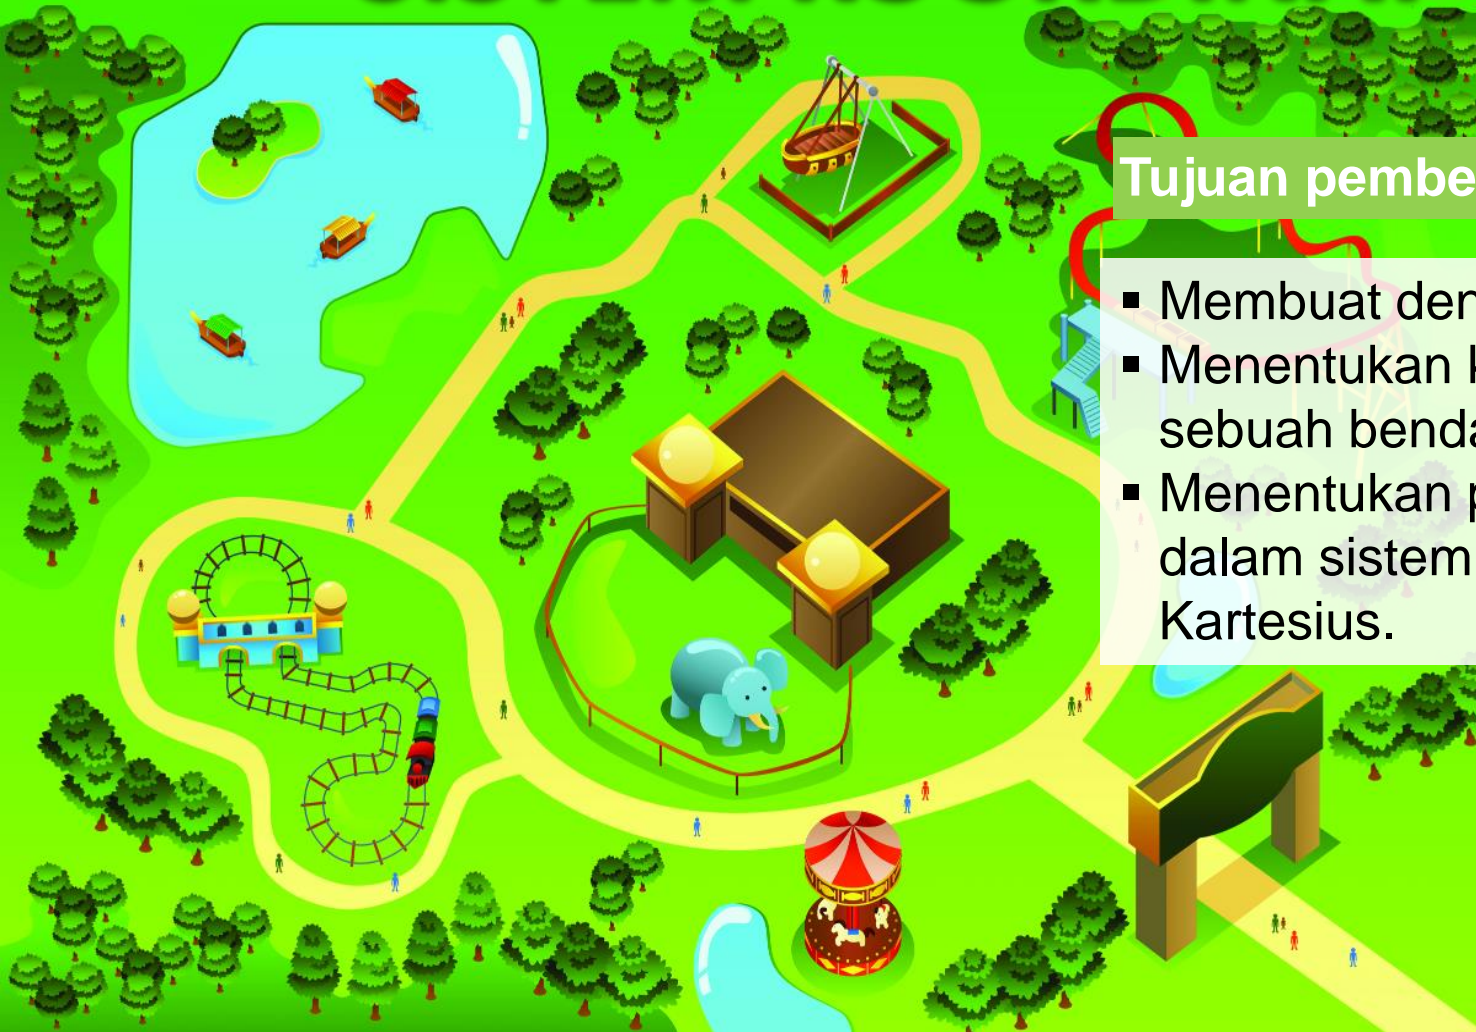 Tujuan pembe
▪ Membuat den
▪ Menentukan
sebuah benda
▪ Menentukan
dalam sistem
Kartesius.